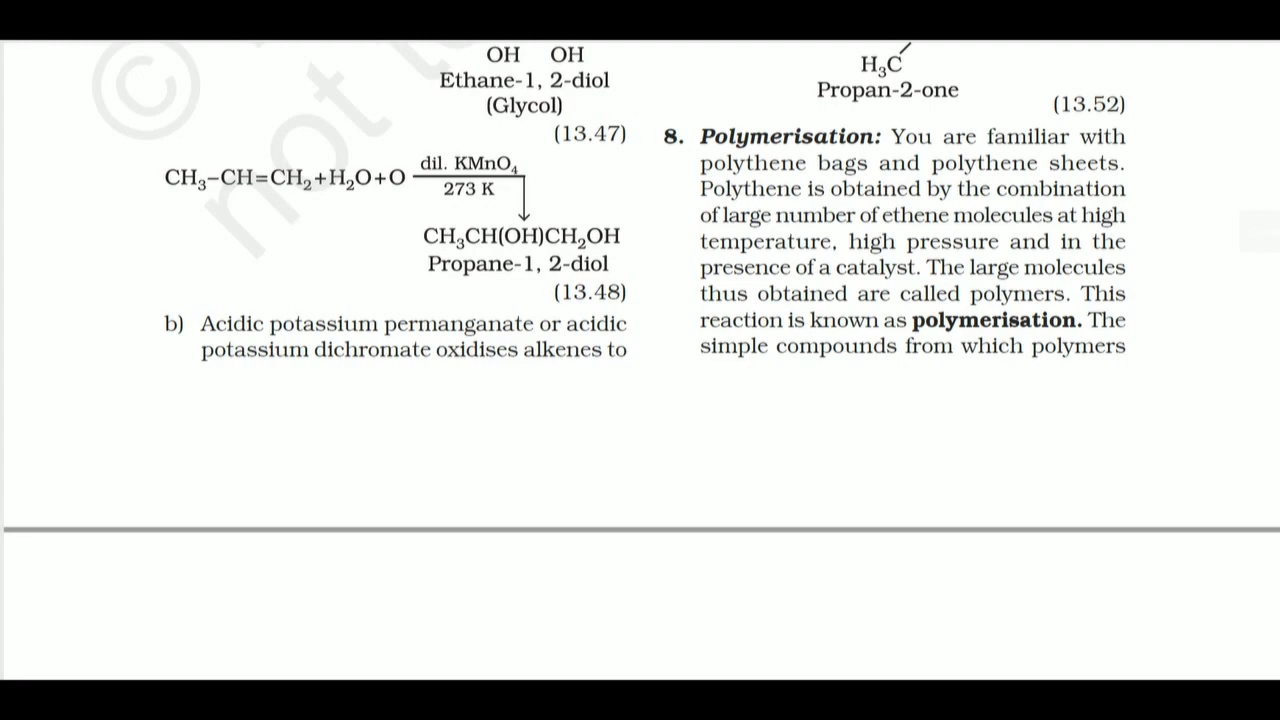 OH OH
Ethane-1, 2-diol
(Glycol)
(13.47)
CH₃−CH=CH₂+H₂O+O dil. KMnO₄
273 K
CH₃CH(OH)CH₂OH
Propane-1, 2-diol
(13.48)
b) Acidic potassium permanganate or acidic
potassium dichromate oxidises alkenes to
H₃C
Propan-2-one
(13.52)
8. Polymerisation: You are familiar with
polythene bags and polythene sheets.
Polythene is obtained by the combination
of large number of ethene molecules at high
temperature, high pressure and in the
presence of a catalyst. The large molecules
thus obtained are called polymers. This
reaction is known as polymerisation. The
simple compounds from which polymers
©
not